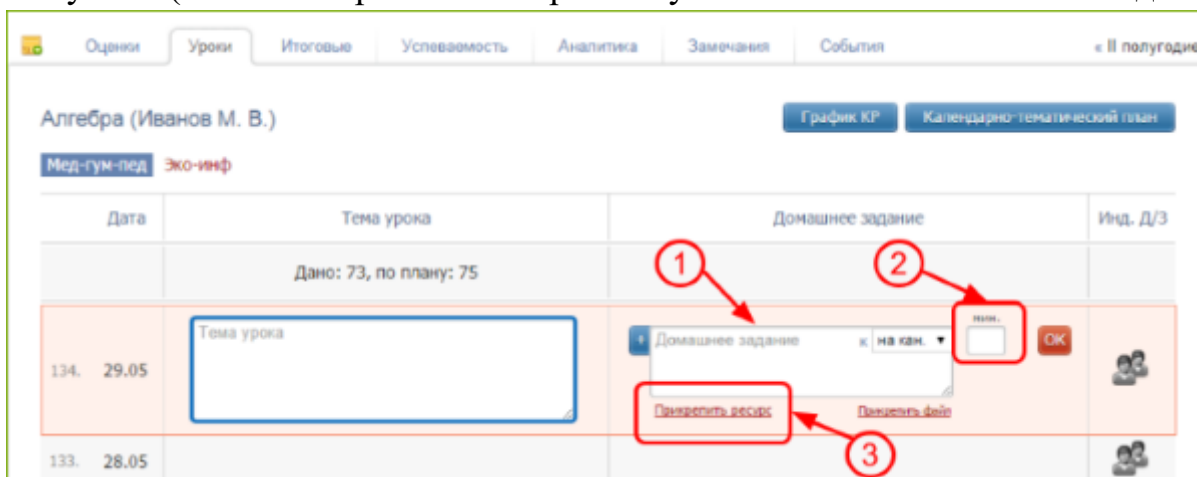 Оценки Уроки Итоговые Успеваемость Аналитика Замечания События « II полугодие
Алгебра (Иванов М. В.) График КР Календарно-тематический план
Мед-гум-пед Эко-инф
Дата Тема урока Домашнее задание Инд. Д/З
Дано: 73, по плану: 75
1 2
мин.
Тема урока Домашнее задание к на кан. ▼ OK
134. 29.05
Прикрепить ресурс Прикрепить файл
3
133. 28.05